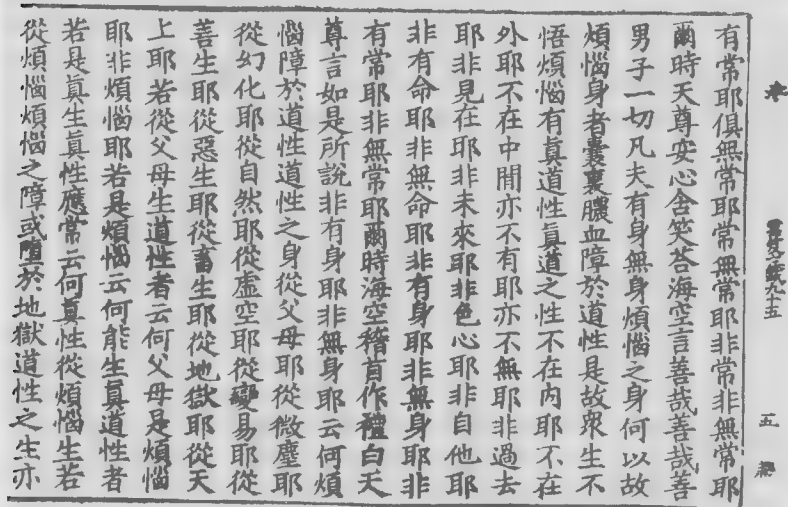 有常耶俱無常耶常無常耶非常非無常耶
爾時天尊安心含笑答海空言善哉善哉善
男子一切凡夫有身無身煩惱之身何以故
煩惱身者囊裹膿血障於道性是故眾生不
悟煩惱有真道性真道之性不在內耶不在
外耶不在中間亦不有耶亦不無耶非過去
耶非見在耶非未來耶非色心耶非自他耶
非有命耶非無命耶非有身耶非無身耶非
有常耶非無常耶爾時海空稽首作禮白天
尊言如是所說非有身耶非無身耶云何煩
惱障於道性道性之身從父母耶從微塵耶
從幻化耶從自然耶從虛空耶從變易耶從
善生耶從惡生耶從畜生耶從地獄耶從天
上耶若從父母生道性者云何父母是煩惱
耶非煩惱耶若是煩惱云何能生真道性者
若是真生真性應常云何真性從煩惱生若
從煩惱煩惱之障或墮於地獄道性之生亦
九十五
五